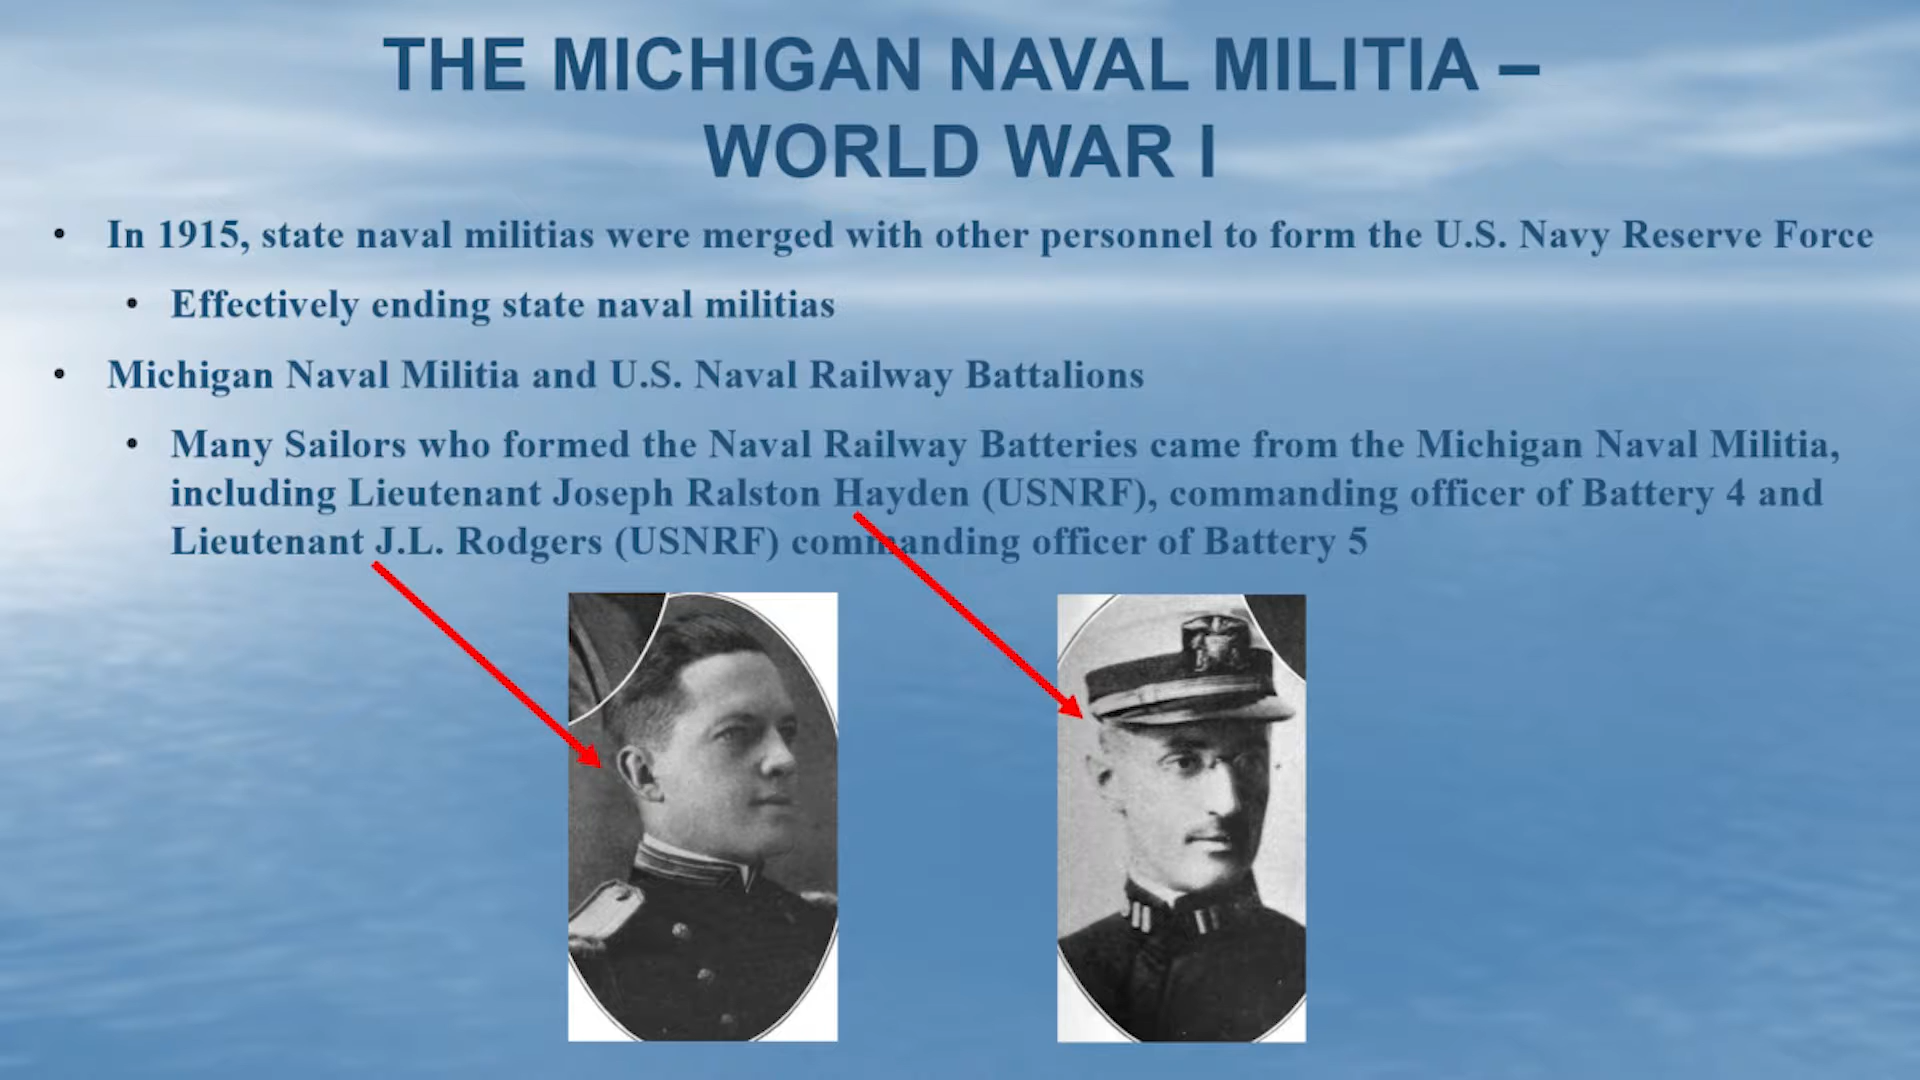 THE MICHIGAN NAVAL MILITIA –
WORLD WAR I
• In 1915, state naval militias were merged with other personnel to form the U.S. Navy Reserve Force
• Effectively ending state naval militias
• Michigan Naval Militia and U.S. Naval Railway Battalions
• Many Sailors who formed the Naval Railway Batteries came from the Michigan Naval Militia,
including Lieutenant Joseph Ralston Hayden (USNRF), commanding officer of Battery 4 and
Lieutenant J.L. Rodgers (USNRF) commanding officer of Battery 5